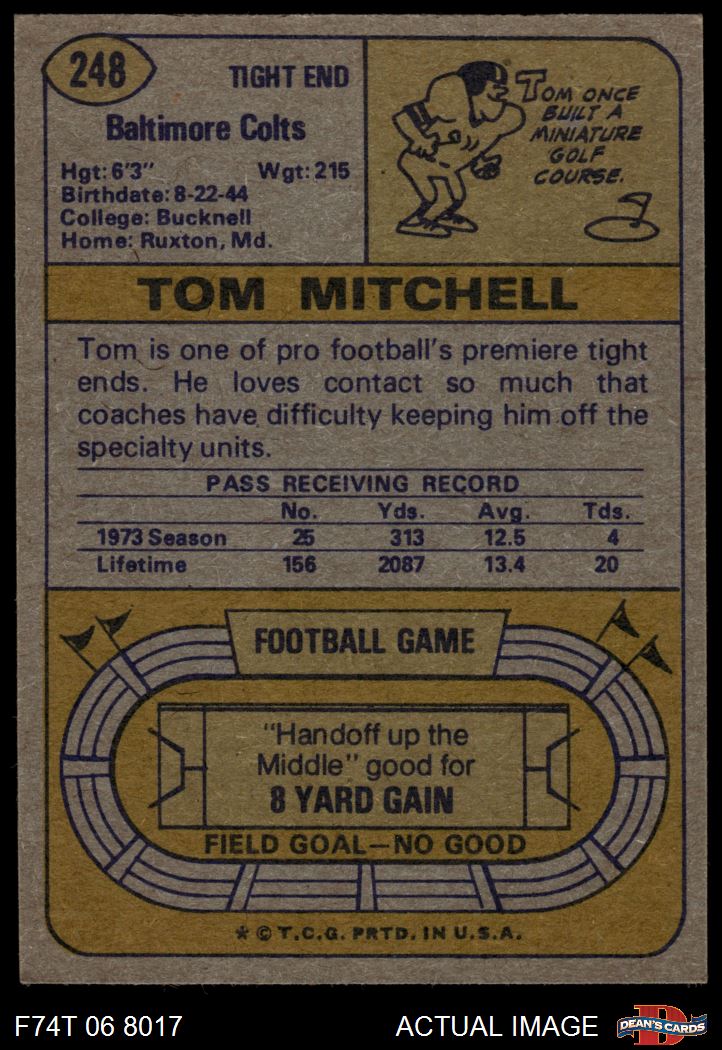 248
TIGHT END
Baltimore Colts
Hgt: 6'3" Wgt: 215
Birthdate: 8-22-44
College: Bucknell
Home: Ruxton, Md.
TOM ONCE
BUILT A
MINIATURE
GOLF
COURSE.
TOM MITCHELL
Tom is one of pro football's premiere tight
ends. He loves contact so much that
coaches have difficulty keeping him off the
specialty units.
PASS RECEIVING RECORD
No. Yds. Avg. Tds.
1973 Season 25 313 12.5 4
Lifetime 156 2087 13.4 20
FOOTBALL GAME
"Handoff up the
Middle" good for
8 YARD GAIN
FIELD GOAL—NO GOOD
* © T.C.G. PRTD. IN U.S.A.
F74T 06 8017 ACTUAL IMAGE
D
DEAN'S CARDS